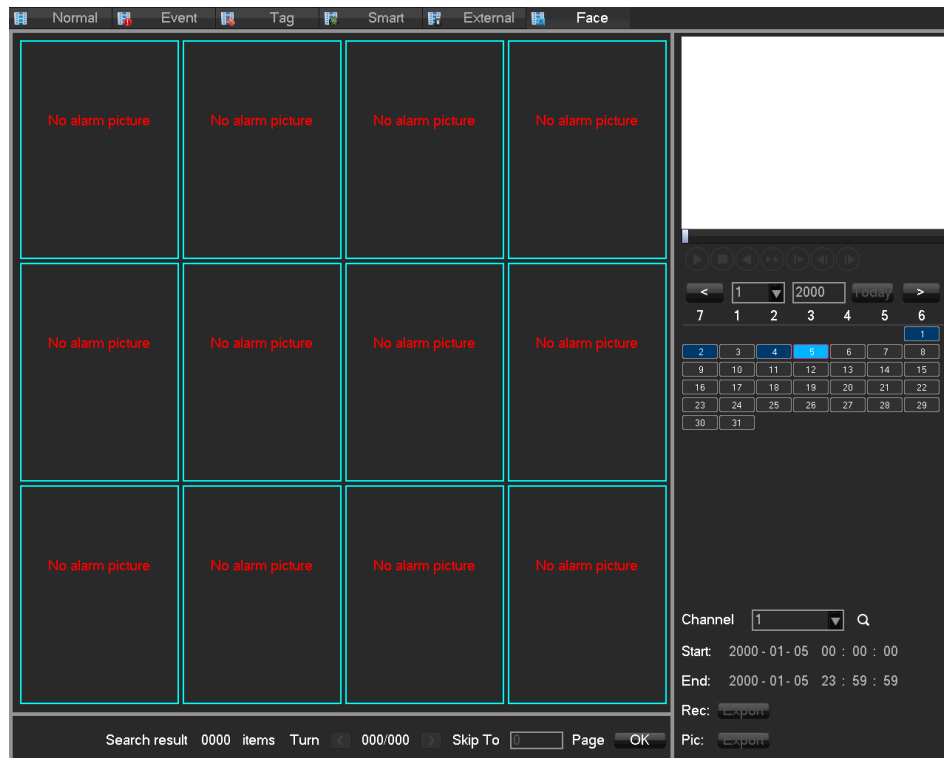 Normal Event Tag Smart External Face
No alarm picture No alarm picture No alarm picture No alarm picture
No alarm picture No alarm picture No alarm picture No alarm picture
No alarm picture No alarm picture No alarm picture No alarm picture
< 1 2000 Today >
7 1 2 3 4 5 6
1
2 3 4 5 6 7 8
9 10 11 12 13 14 15
16 17 18 19 20 21 22
23 24 25 26 27 28 29
30 31
Channel 1
Start: 2000 - 01 - 05 00 : 00 : 00
End: 2000 - 01 - 05 23 : 59 : 59
Rec: Export
Pic: Export
Search result 0000 items Turn < 000/000 > Skip To 0 Page OK